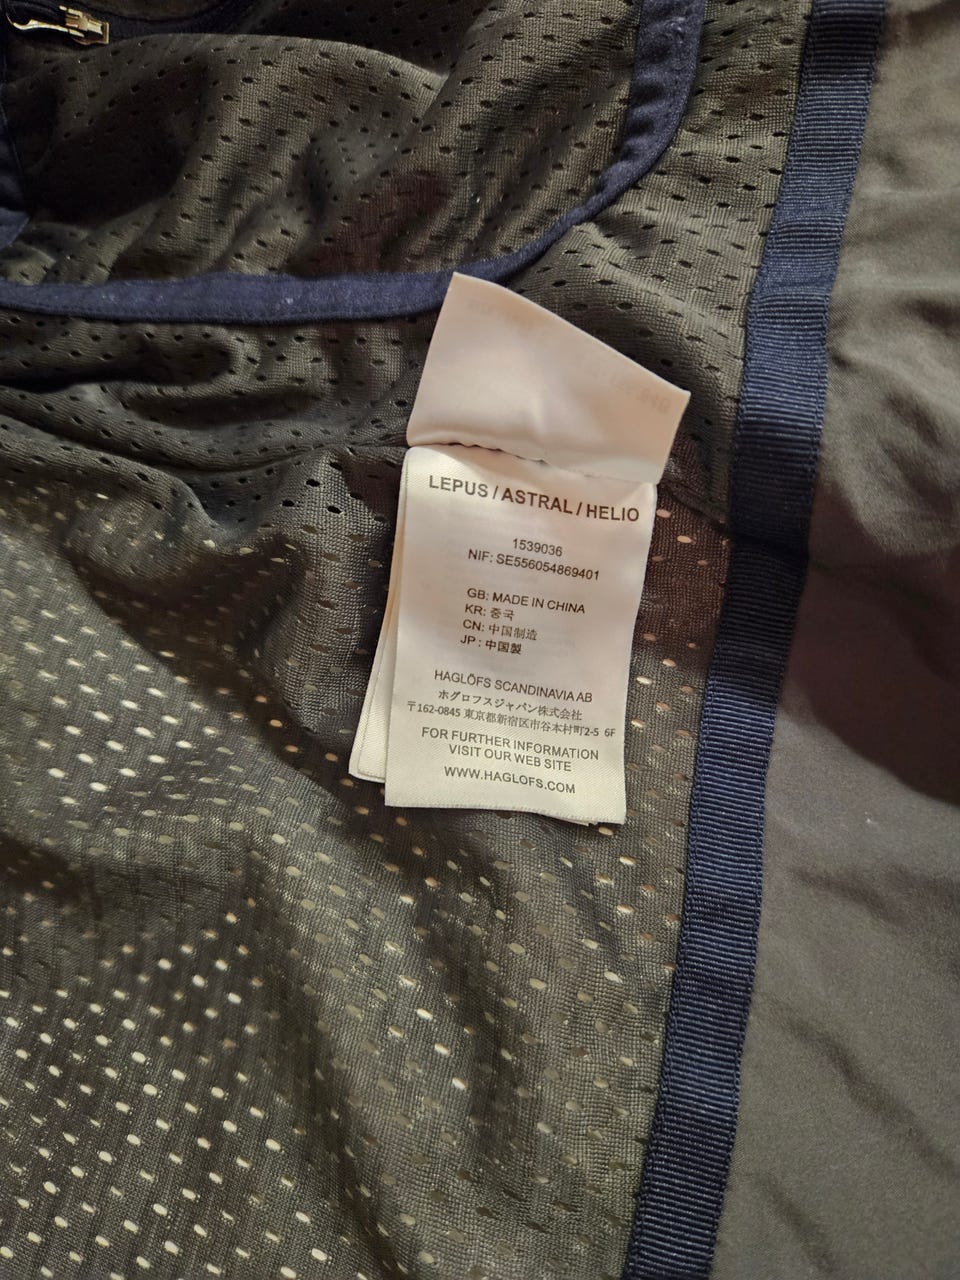 LEPUS / ASTRAL / HELIO
1539036
NIF: SE556054869401
GB: MADE IN CHINA
KR: 중국
CN: 中国制造
JP : 中国製
HAGLÖFS SCANDINAVIA AB
ホグロフスジャパン株式会社
〒162-0845 東京都新宿区市谷本村町2-5 6F
FOR FURTHER INFORMATION
VISIT OUR WEB SITE
WWW.HAGLOFS.COM